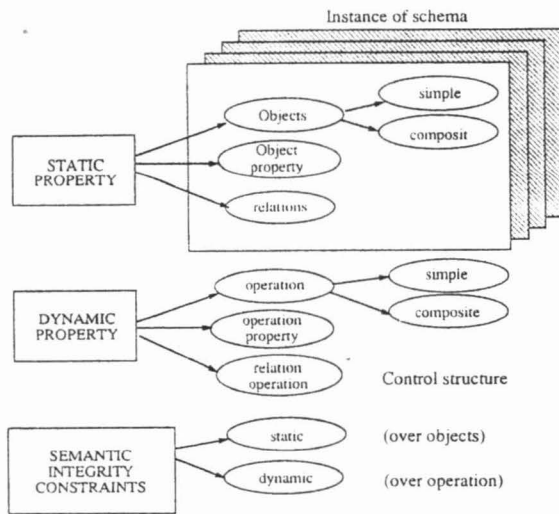 Instance of schema
simple
Objects
composit
STATIC
PROPERTY
Object
property
relations
simple
operation
composite
DYNAMIC
PROPERTY
operation
property
relation
operation
Control structure
static
(over objects)
SEMANTIC
INTEGRITY
CONSTRAINTS
dynamic
(over operation)